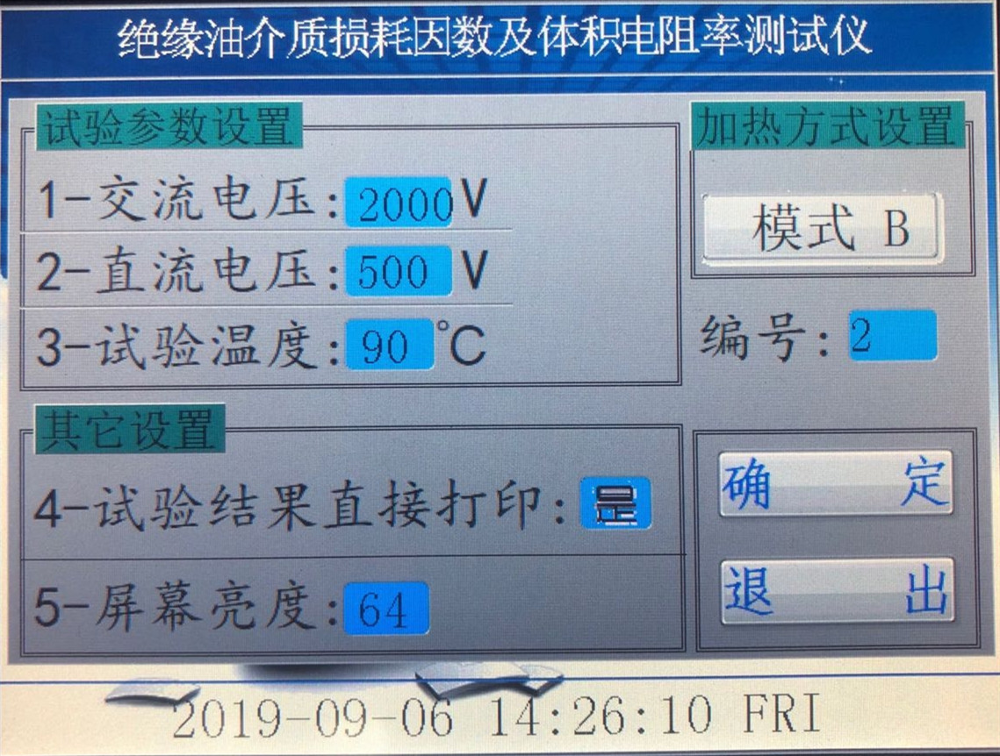 绝缘油介质损耗因数及体积电阻率测试仪
试验参数设置
1-交流电压:2000V
2-直流电压:500 V
3-试验温度:90 ℃
加热方式设置
模式 B
编号:2
其它设置
4-试验结果直接打印:是
5-屏幕亮度:64
确 定
退 出
2019-09-06 14:26:10 FRI